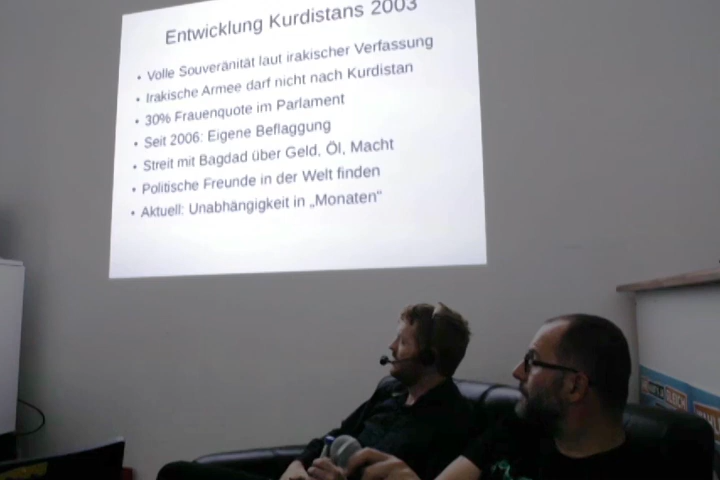 Entwicklung Kurdistans 2003
• Volle Souveränität laut irakischer Verfassung
• Irakische Armee darf nicht nach Kurdistan
• 30% Frauenquote im Parlament
• Seit 2006: Eigene Beflaggung
• Streit mit Bagdad über Geld, Öl, Macht
• Politische Freunde in der Welt finden
• Aktuell: Unabhängigkeit in „Monaten“